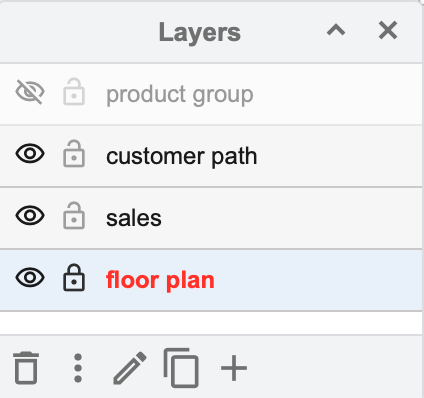 Layers
product group
customer path
sales
floor plan